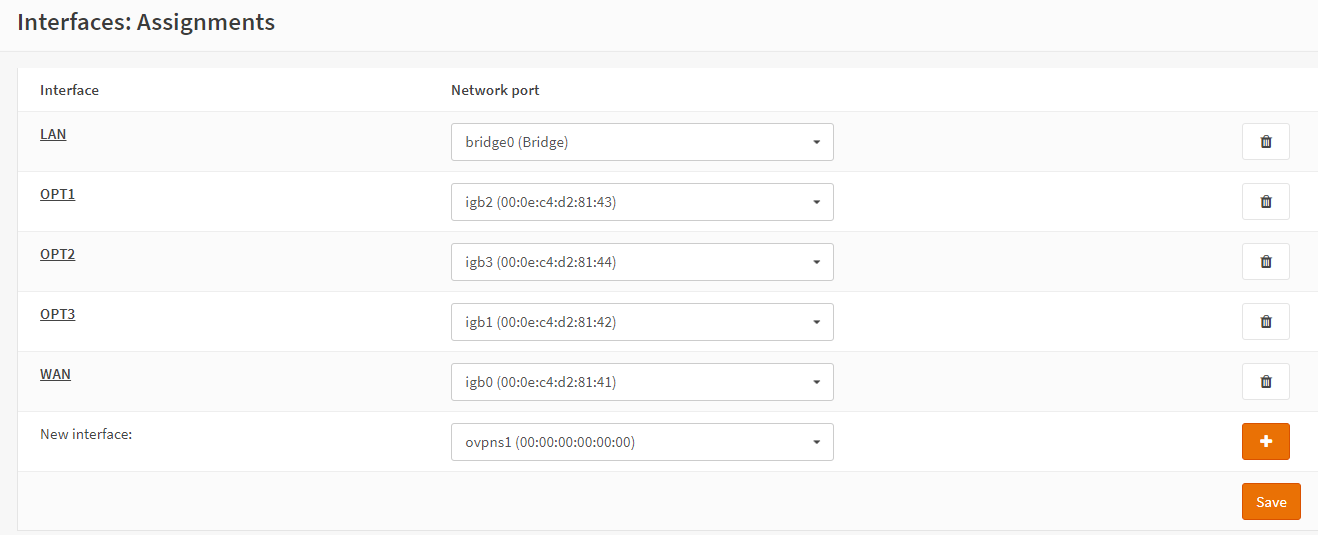 Interfaces: Assignments
Interface Network port
LAN bridge0 (Bridge)
OPT1 igb2 (00:0e:c4:d2:81:43)
OPT2 igb3 (00:0e:c4:d2:81:44)
OPT3 igb1 (00:0e:c4:d2:81:42)
WAN igb0 (00:0e:c4:d2:81:41)
New interface: ovpns1 (00:00:00:00:00:00)
Save